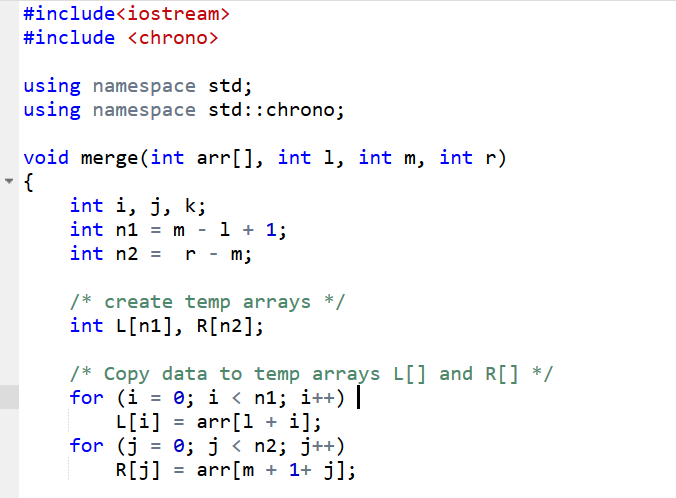 #include<iostream>
#include <chrono>
using namespace std;
using namespace std::chrono;
void merge(int arr[], int l, int m, int r)
{
    int i, j, k;
    int n1 = m - l + 1;
    int n2 =  r - m;
    /* create temp arrays */
    int L[n1], R[n2];
    /* Copy data to temp arrays L[] and R[] */
    for (i = 0; i < n1; i++)
        L[i] = arr[l + i];
    for (j = 0; j < n2; j++)
        R[j] = arr[m + 1+ j];